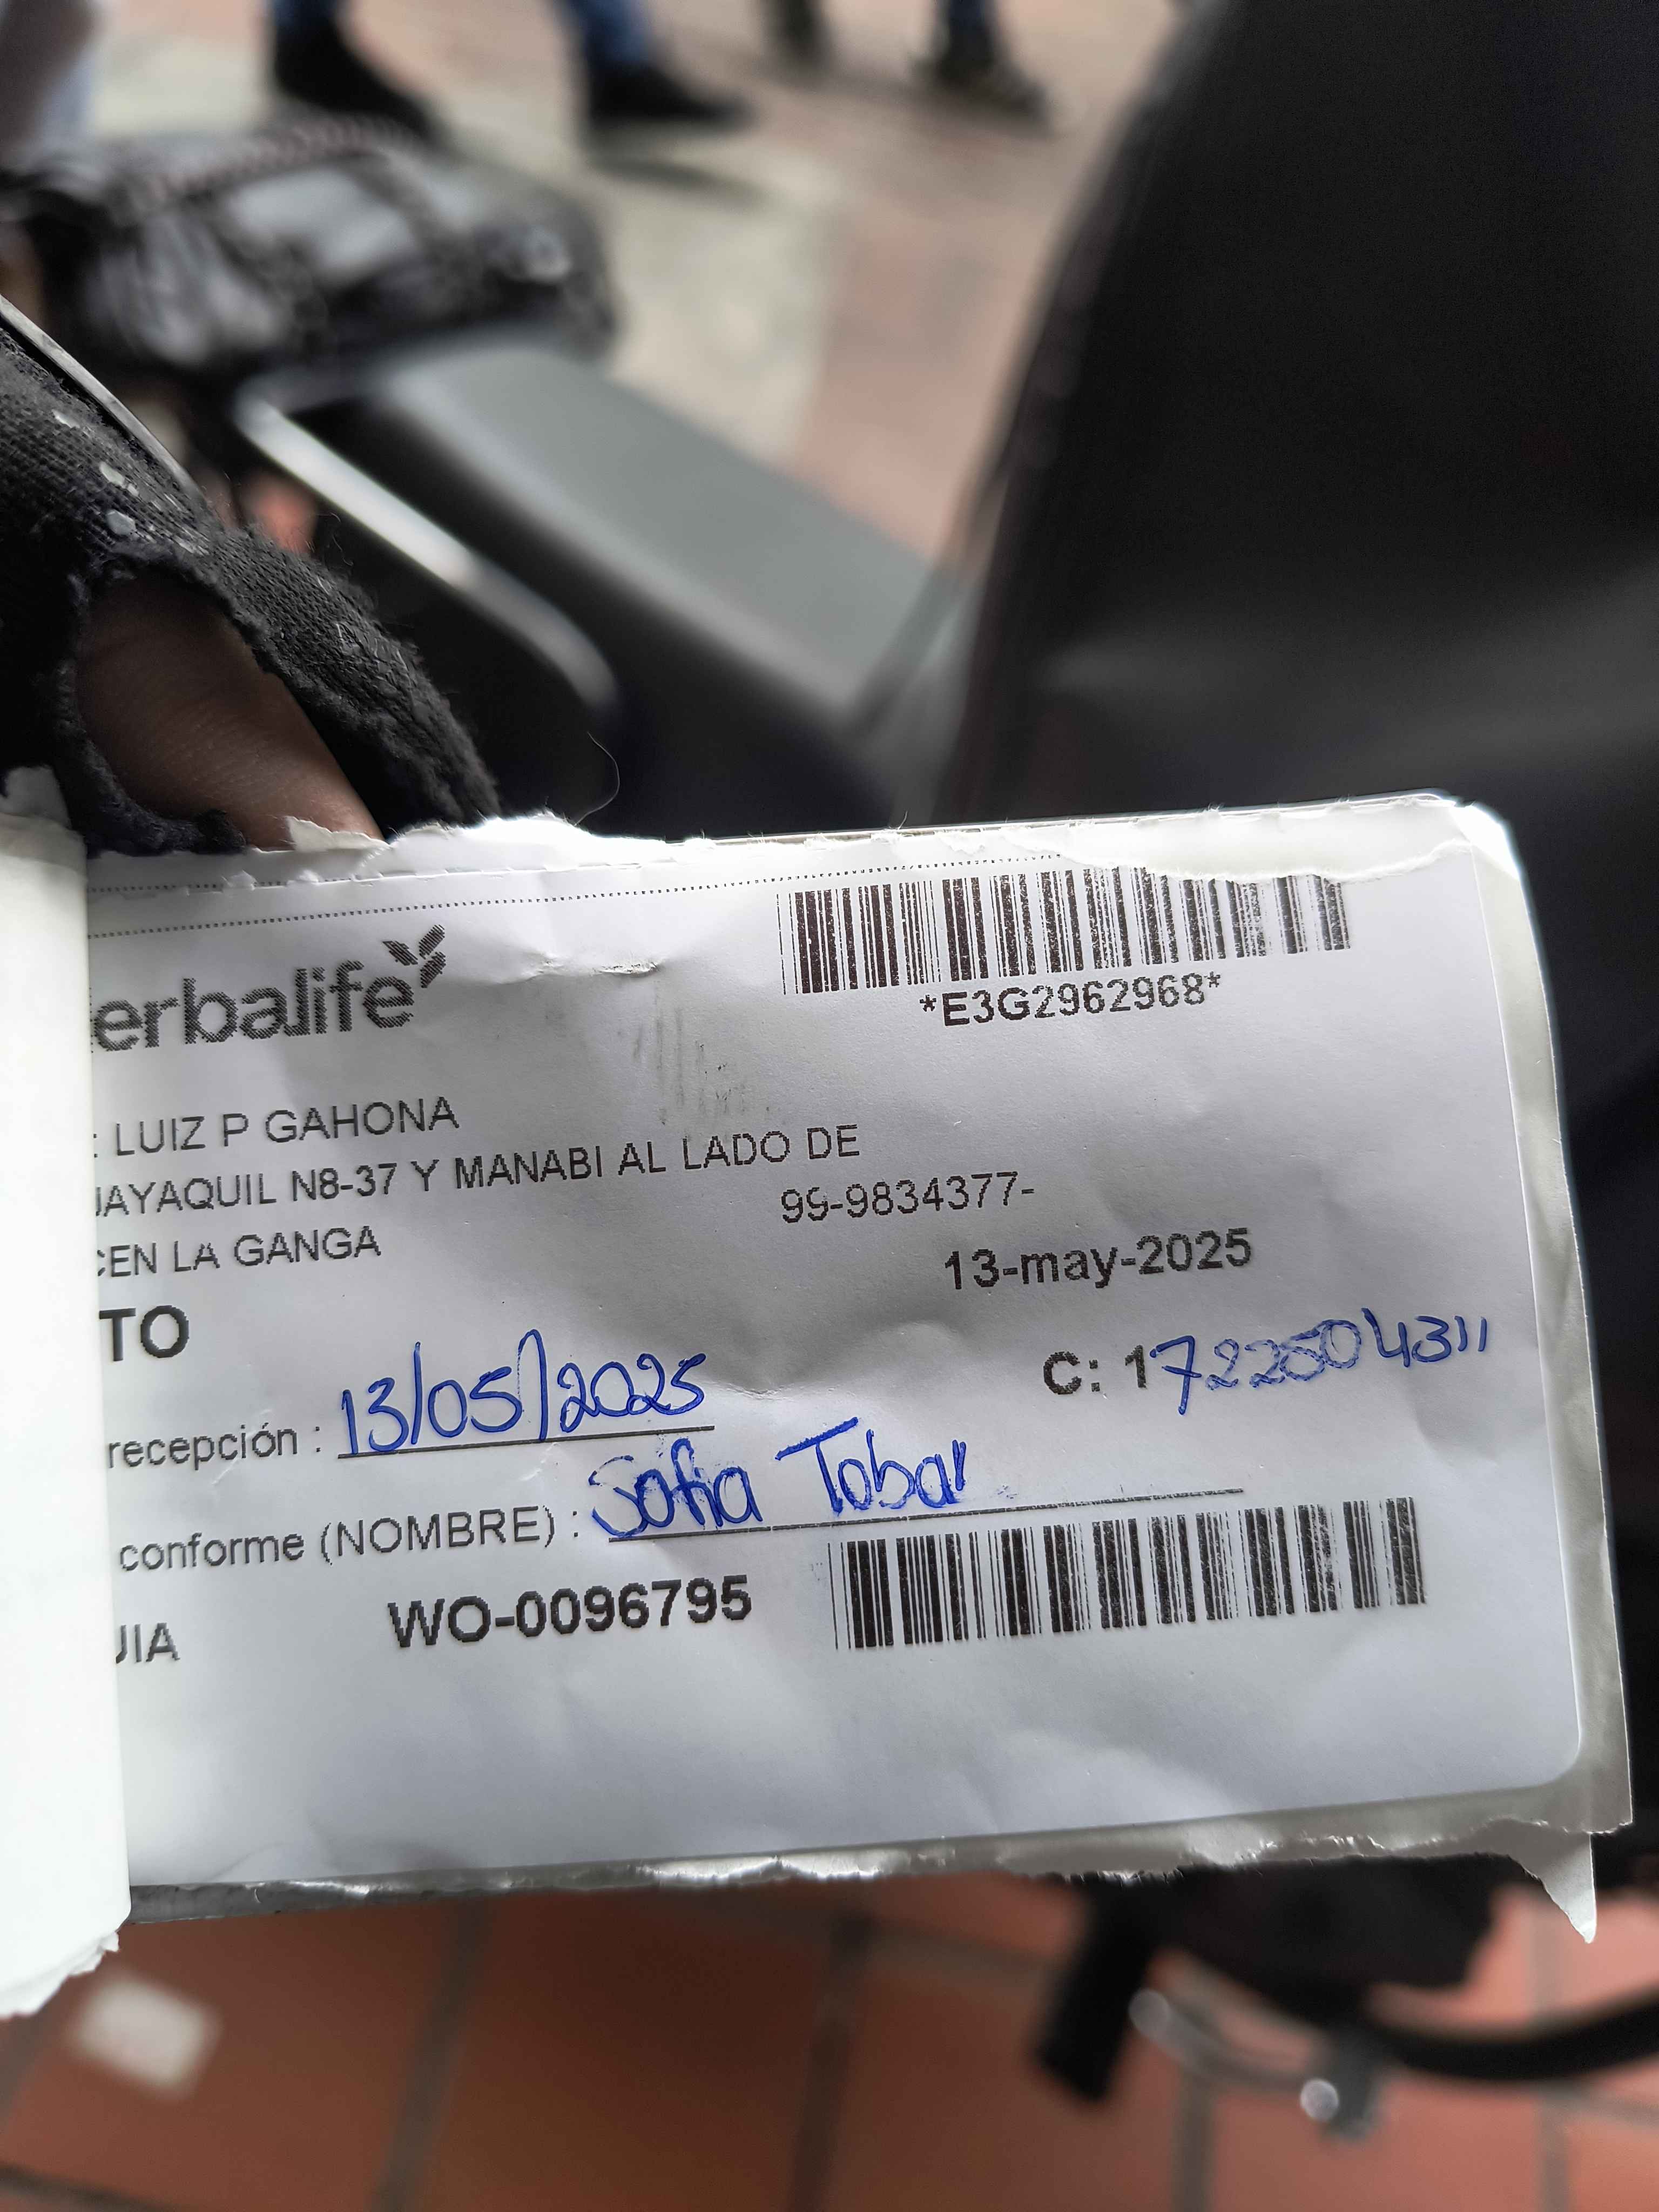 erbalife
*E3G2962968*
: LUIZ P GAHONA
UAYAQUIL N8-37 Y MANABI AL LADO DE
99-9834377-
CEN LA GANGA
13-may-2025
TO
C: 1722504311
recepción : 13/05/2025
conforme (NOMBRE) : Sofia Tobar
UIA
WO-0096795